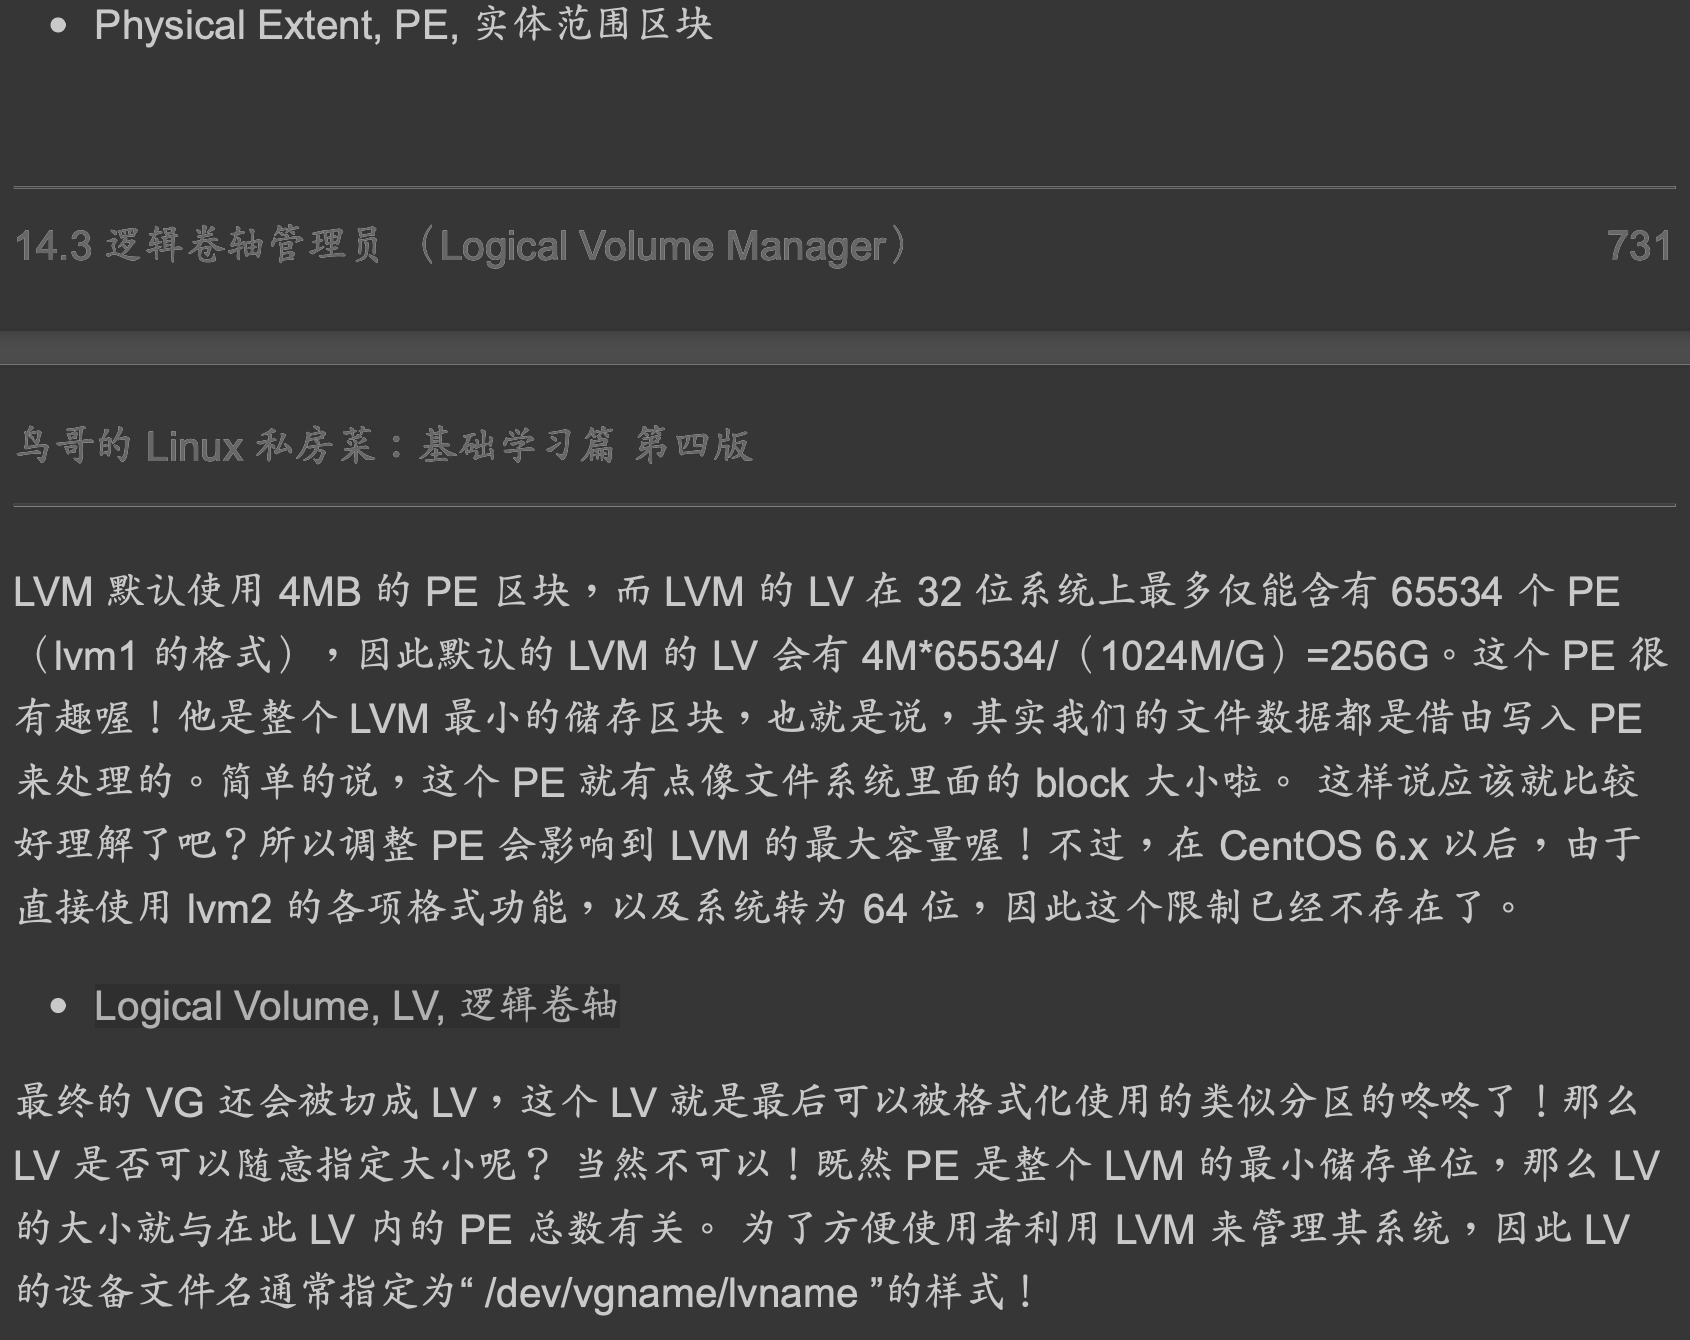 • Physical Extent, PE, 实体范围区块
14.3 逻辑卷轴管理员 （Logical Volume Manager） 731
鸟哥的 Linux 私房菜：基础学习篇 第四版
LVM 默认使用 4MB 的 PE 区块，而 LVM 的 LV 在 32 位系统上最多仅能含有 65534 个 PE
（lvm1 的格式），因此默认的 LVM 的 LV 会有 4M*65534/（1024M/G）=256G。这个 PE 很
有趣喔！他是整个 LVM 最小的储存区块，也就是说，其实我们的文件数据都是借由写入 PE
来处理的。简单的说，这个 PE 就有点像文件系统里面的 block 大小啦。 这样说应该就比较
好理解了吧？所以调整 PE 会影响到 LVM 的最大容量喔！不过，在 CentOS 6.x 以后，由于
直接使用 lvm2 的各项格式功能，以及系统转为 64 位，因此这个限制已经不存在了。
• Logical Volume, LV, 逻辑卷轴
最终的 VG 还会被切成 LV，这个 LV 就是最后可以被格式化使用的类似分区的咚咚了！那么
LV 是否可以随意指定大小呢？ 当然不可以！既然 PE 是整个 LVM 的最小储存单位，那么 LV
的大小就与在此 LV 内的 PE 总数有关。 为了方便使用者利用 LVM 来管理其系统，因此 LV
的设备文件名通常指定为“ /dev/vgname/lvname ”的样式！